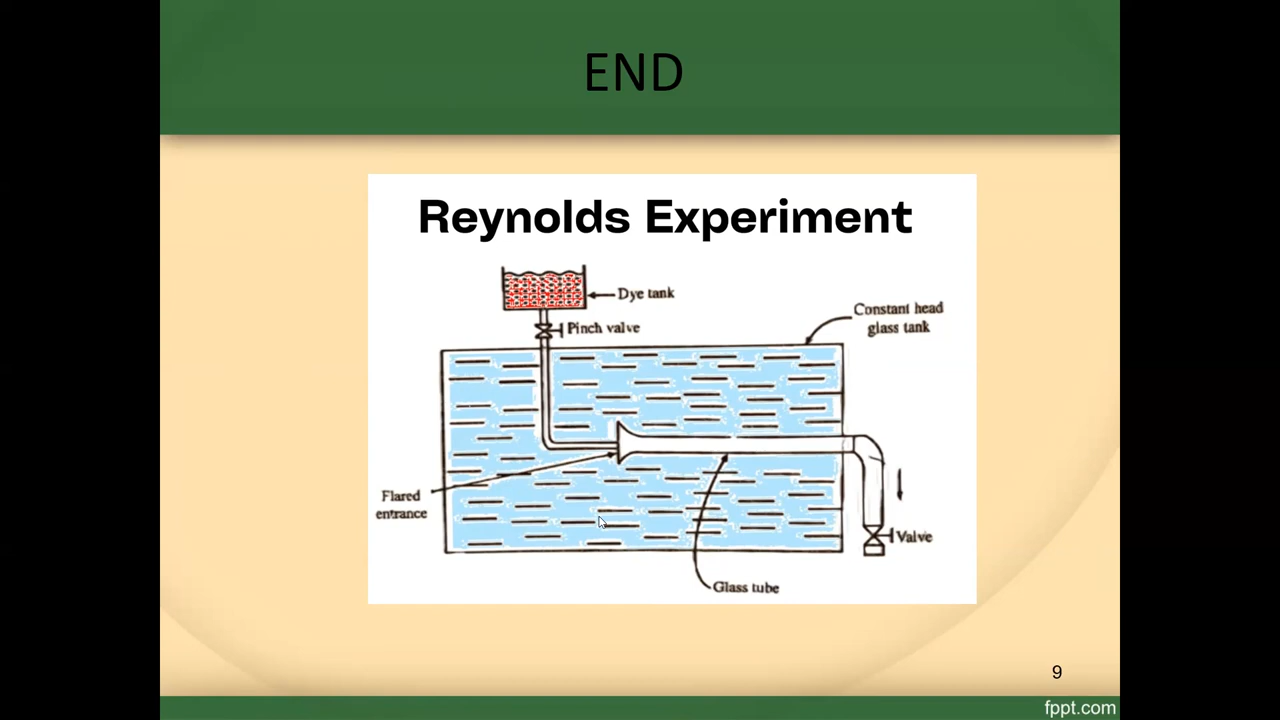 END
Reynolds Experiment
Dye tank
Pinch valve
Constant head
glass tank
Flared
entrance
Valve
Glass tube
9
fppt.com